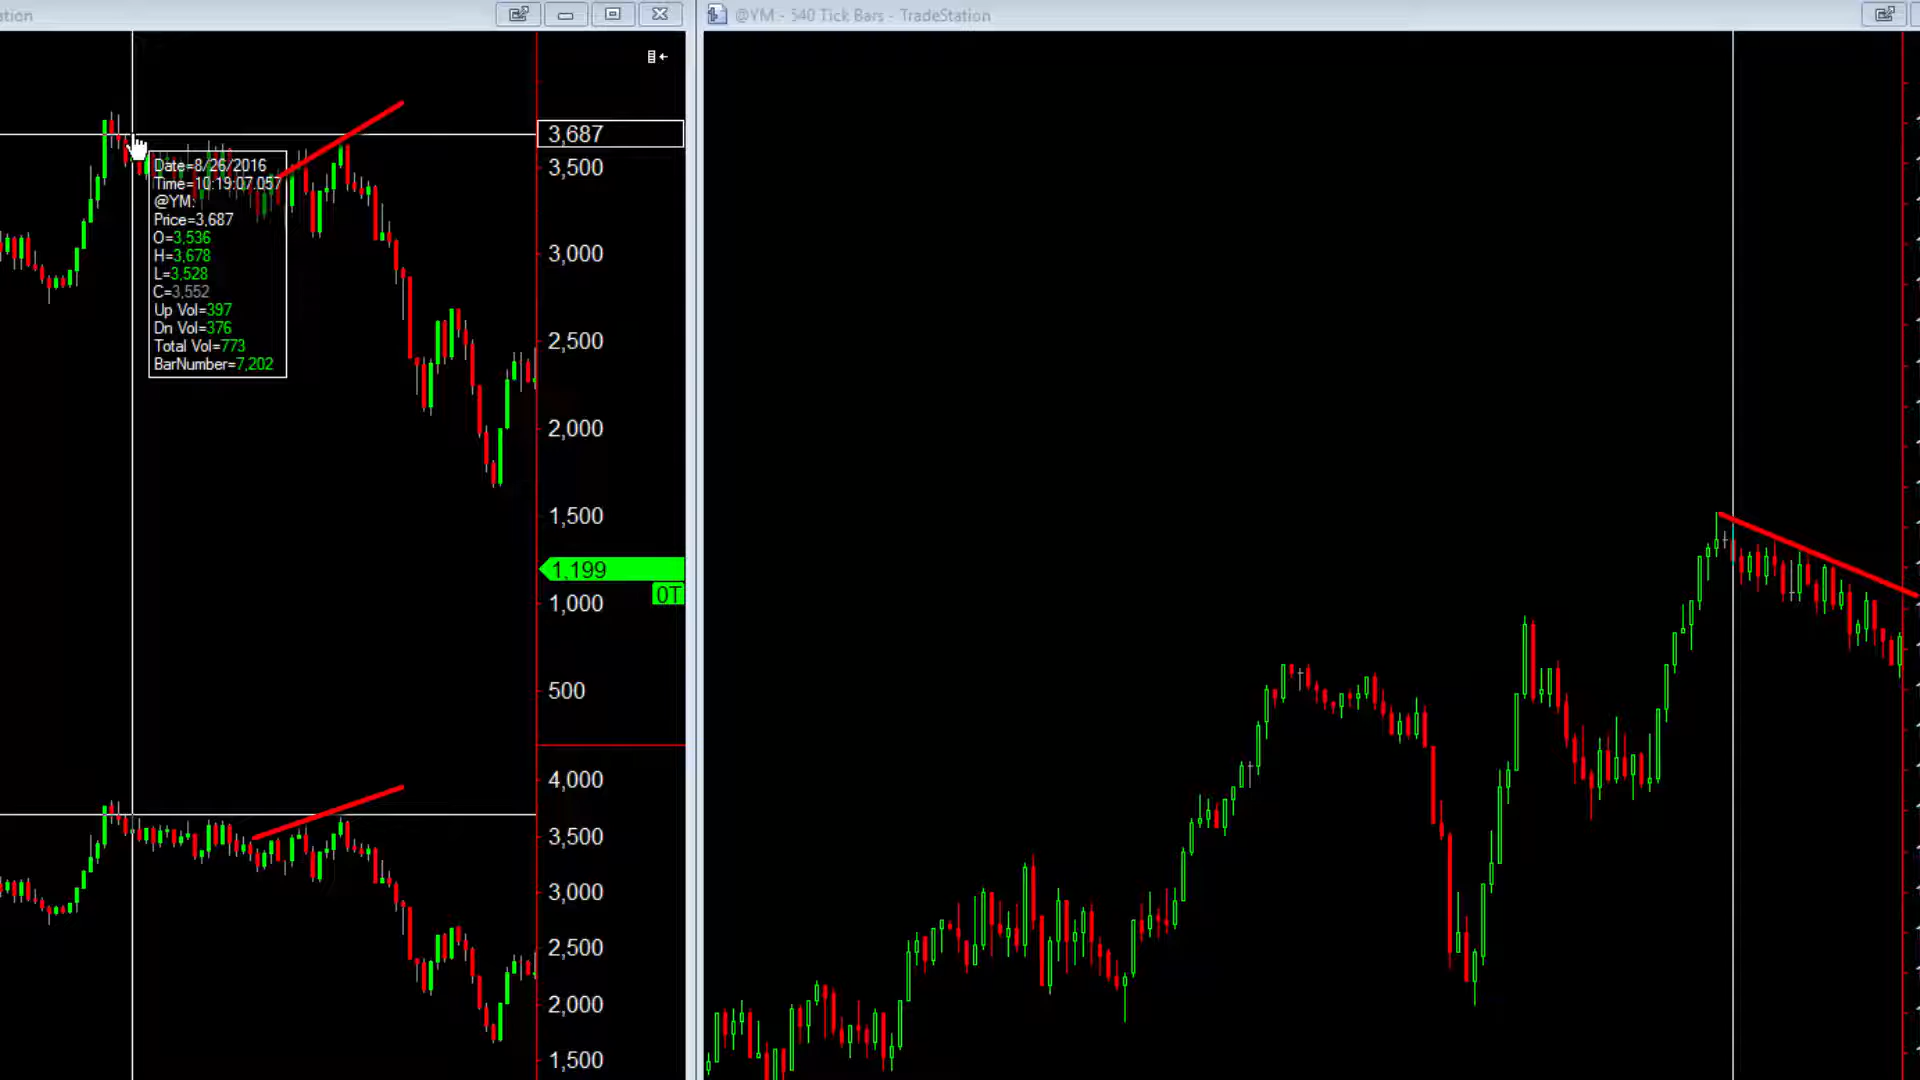 ation
@YM - 540 Tick Bars - TradeStation
3,687
3,500
3,000
2,500
2,000
1,500
1,199
0T
1,000
500
4,000
3,500
3,000
2,500
2,000
1,500
Date=8/26/2016
Time=10:19:07.057
@YM:
Price=3,687
O=3,536
H=3,678
L=3,528
C=3,552
Up Vol=397
Dn Vol=376
Total Vol=773
BarNumber=7,202